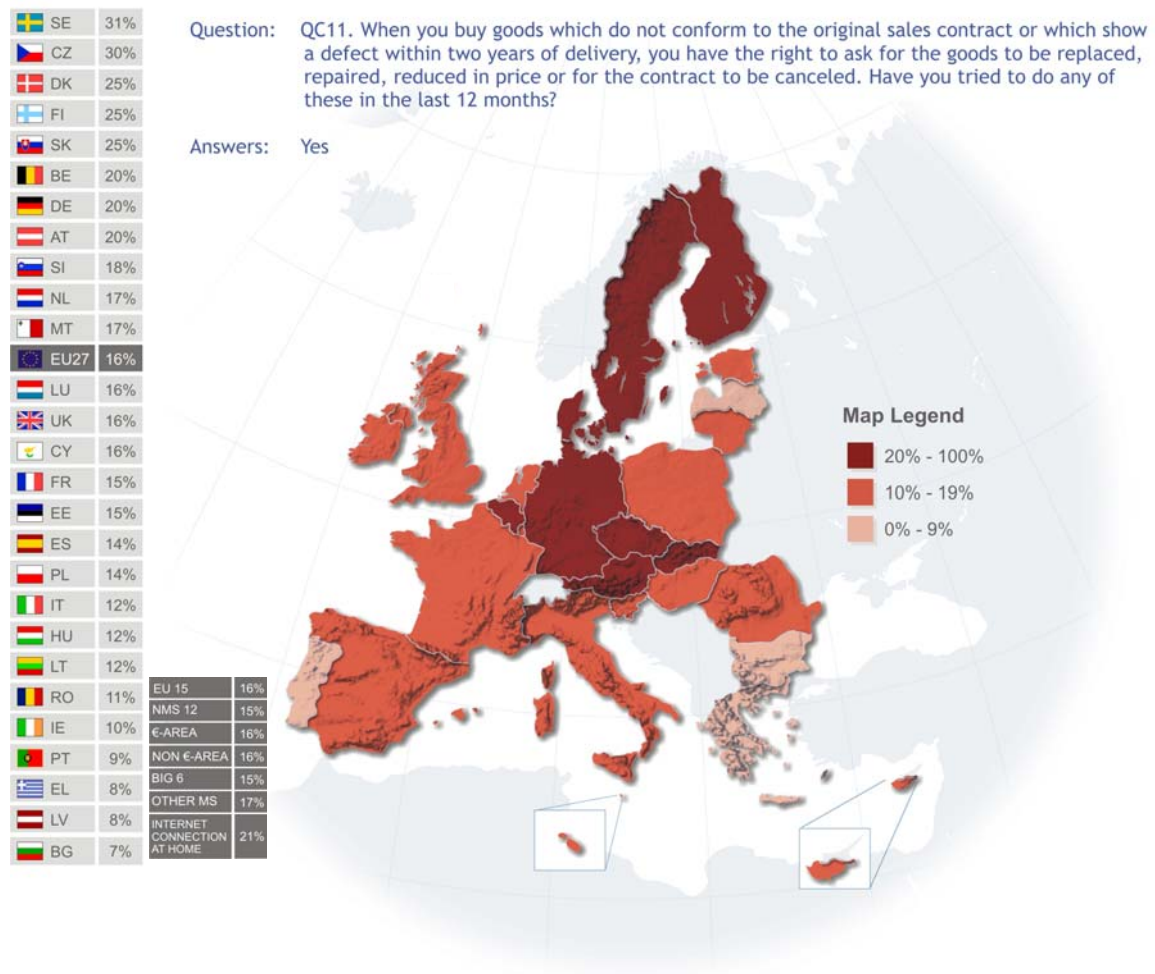 Question: QC11. When you buy goods which do not conform to the original sales contract or which show
a defect within two years of delivery, you have the right to ask for the goods to be replaced,
repaired, reduced in price or for the contract to be canceled. Have you tried to do any of
these in the last 12 months?
Answers: Yes
SE 31%
CZ 30%
DK 25%
FI 25%
SK 25%
BE 20%
DE 20%
AT 20%
SI 18%
NL 17%
MT 17%
EU27 16%
LU 16%
UK 16%
CY 16%
FR 15%
EE 15%
ES 14%
PL 14%
IT 12%
HU 12%
LT 12%
RO 11%
IE 10%
PT 9%
EL 8%
LV 8%
BG 7%
EU 15 16%
NMS 12 15%
€-AREA 16%
NON €-AREA 16%
BIG 6 15%
OTHER MS 17%
INTERNET
CONNECTION 21%
AT HOME
Map Legend
20% - 100%
10% - 19%
0% - 9%